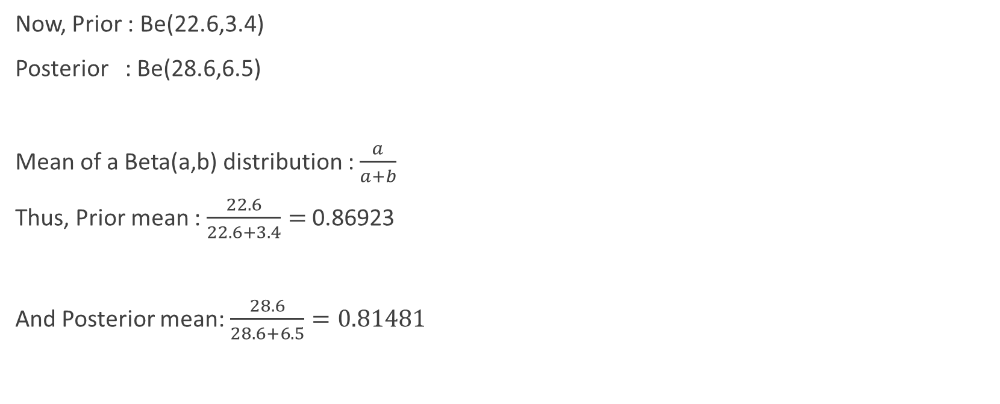 Now, Prior : Be(22.6,3.4)
Posterior : Be(28.6,6.5)
Mean of a Beta(a,b) distribution : \frac{a}{a+b}
Thus, Prior mean : \frac{22.6}{22.6+3.4} = 0.86923
And Posterior mean: \frac{28.6}{28.6+6.5} = 0.81481